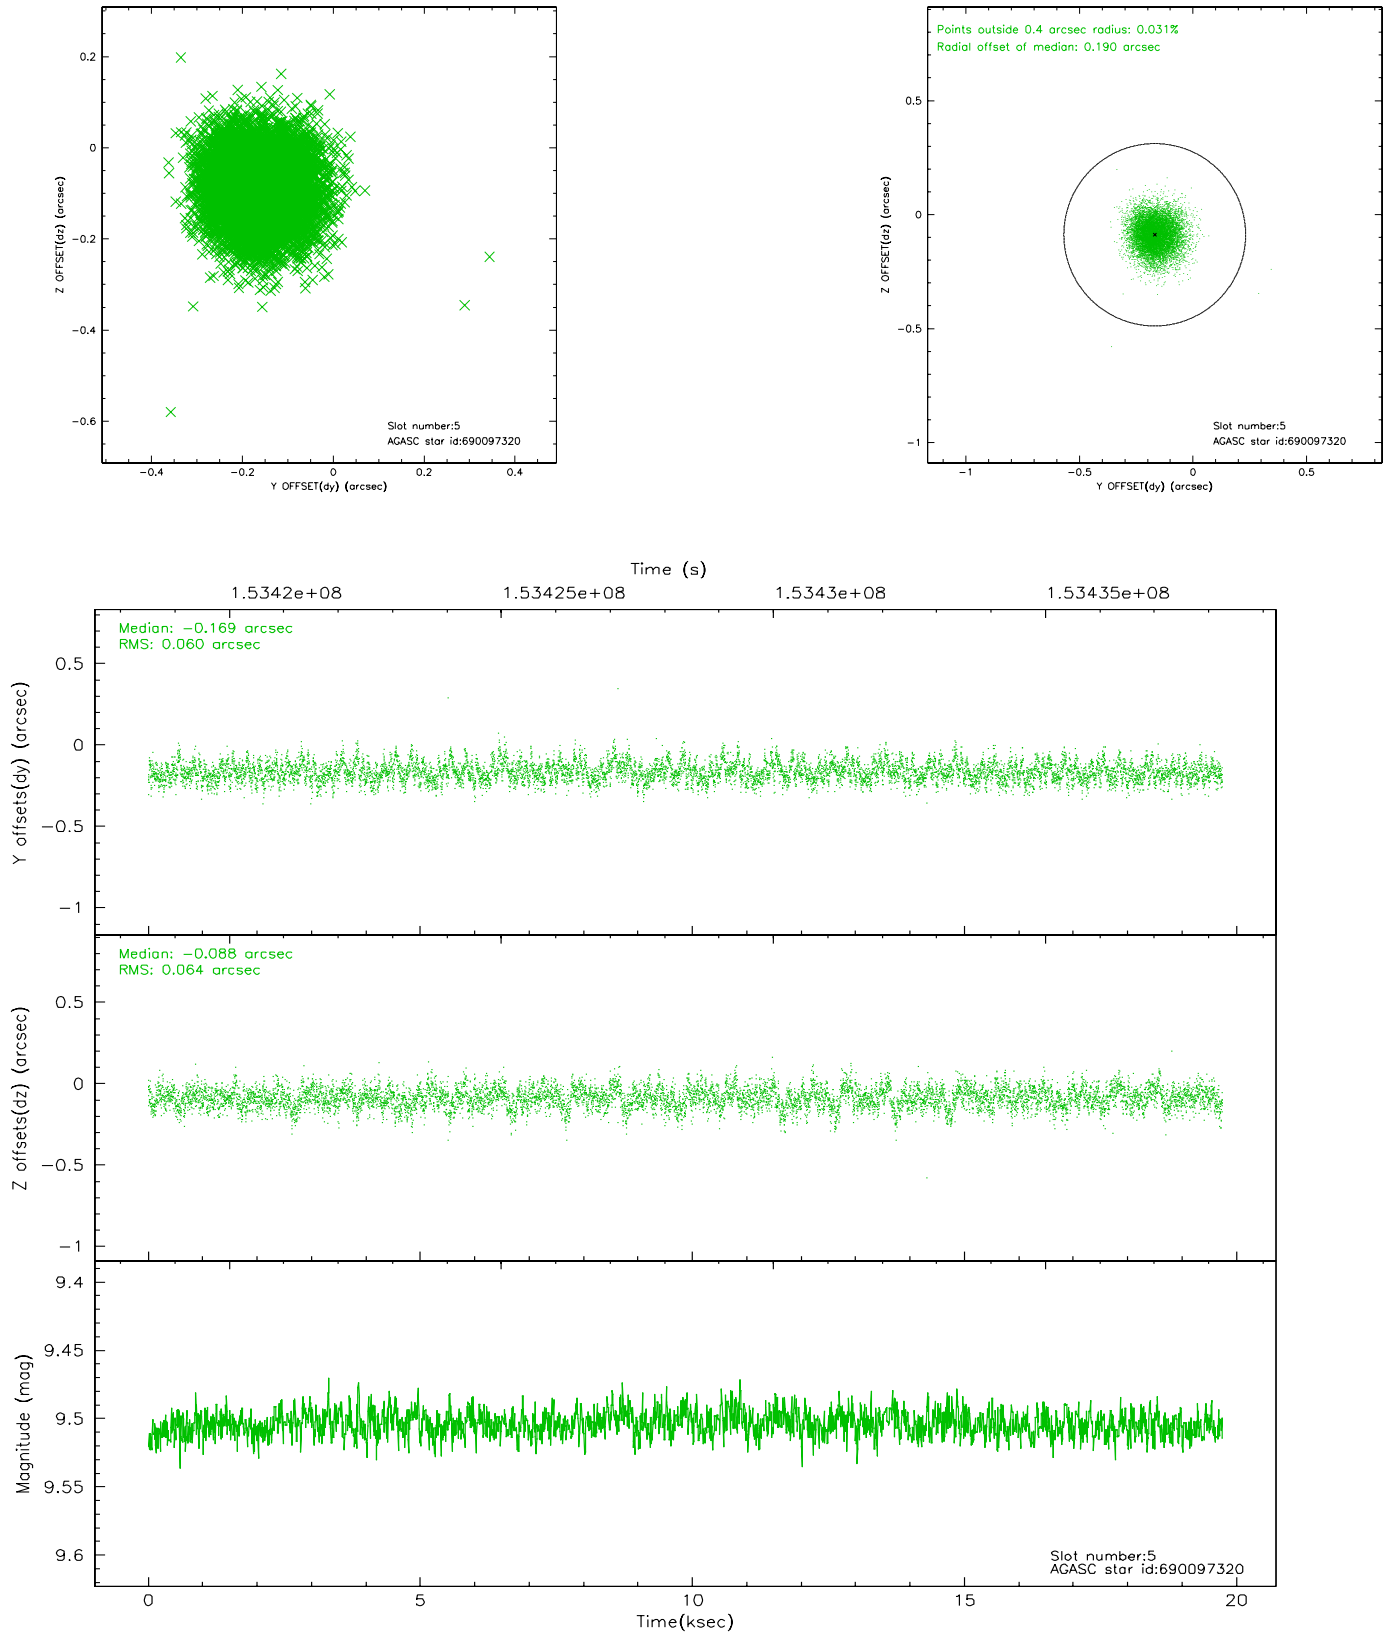 0.2
0
−0.2
−0.4
−0.6
Z OFFSET(dz) (arcsec)
−0.4 −0.2 0 0.2 0.4
Y OFFSET(dy) (arcsec)
Slot number:5
AGASC star id:690097320
Points outside 0.4 arcsec radius: 0.031%
Radial offset of median: 0.190 arcsec
0.5
0
−0.5
−1
Z OFFSET(dz) (arcsec)
−1 −0.5 0 0.5
Y OFFSET(dy) (arcsec)
Slot number:5
AGASC star id:690097320
Time (s)
1.5342e+08 1.53425e+08 1.5343e+08 1.53435e+08
Median: −0.169 arcsec
RMS: 0.060 arcsec
0.5
0
−0.5
−1
Y offsets(dy) (arcsec)
Median: −0.088 arcsec
RMS: 0.064 arcsec
0.5
0
−0.5
−1
Z offsets(dz) (arcsec)
9.4
9.45
9.5
9.55
9.6
Magnitude (mag)
Slot number:5
AGASC star id:690097320
0 5 10 15 20
Time(ksec)